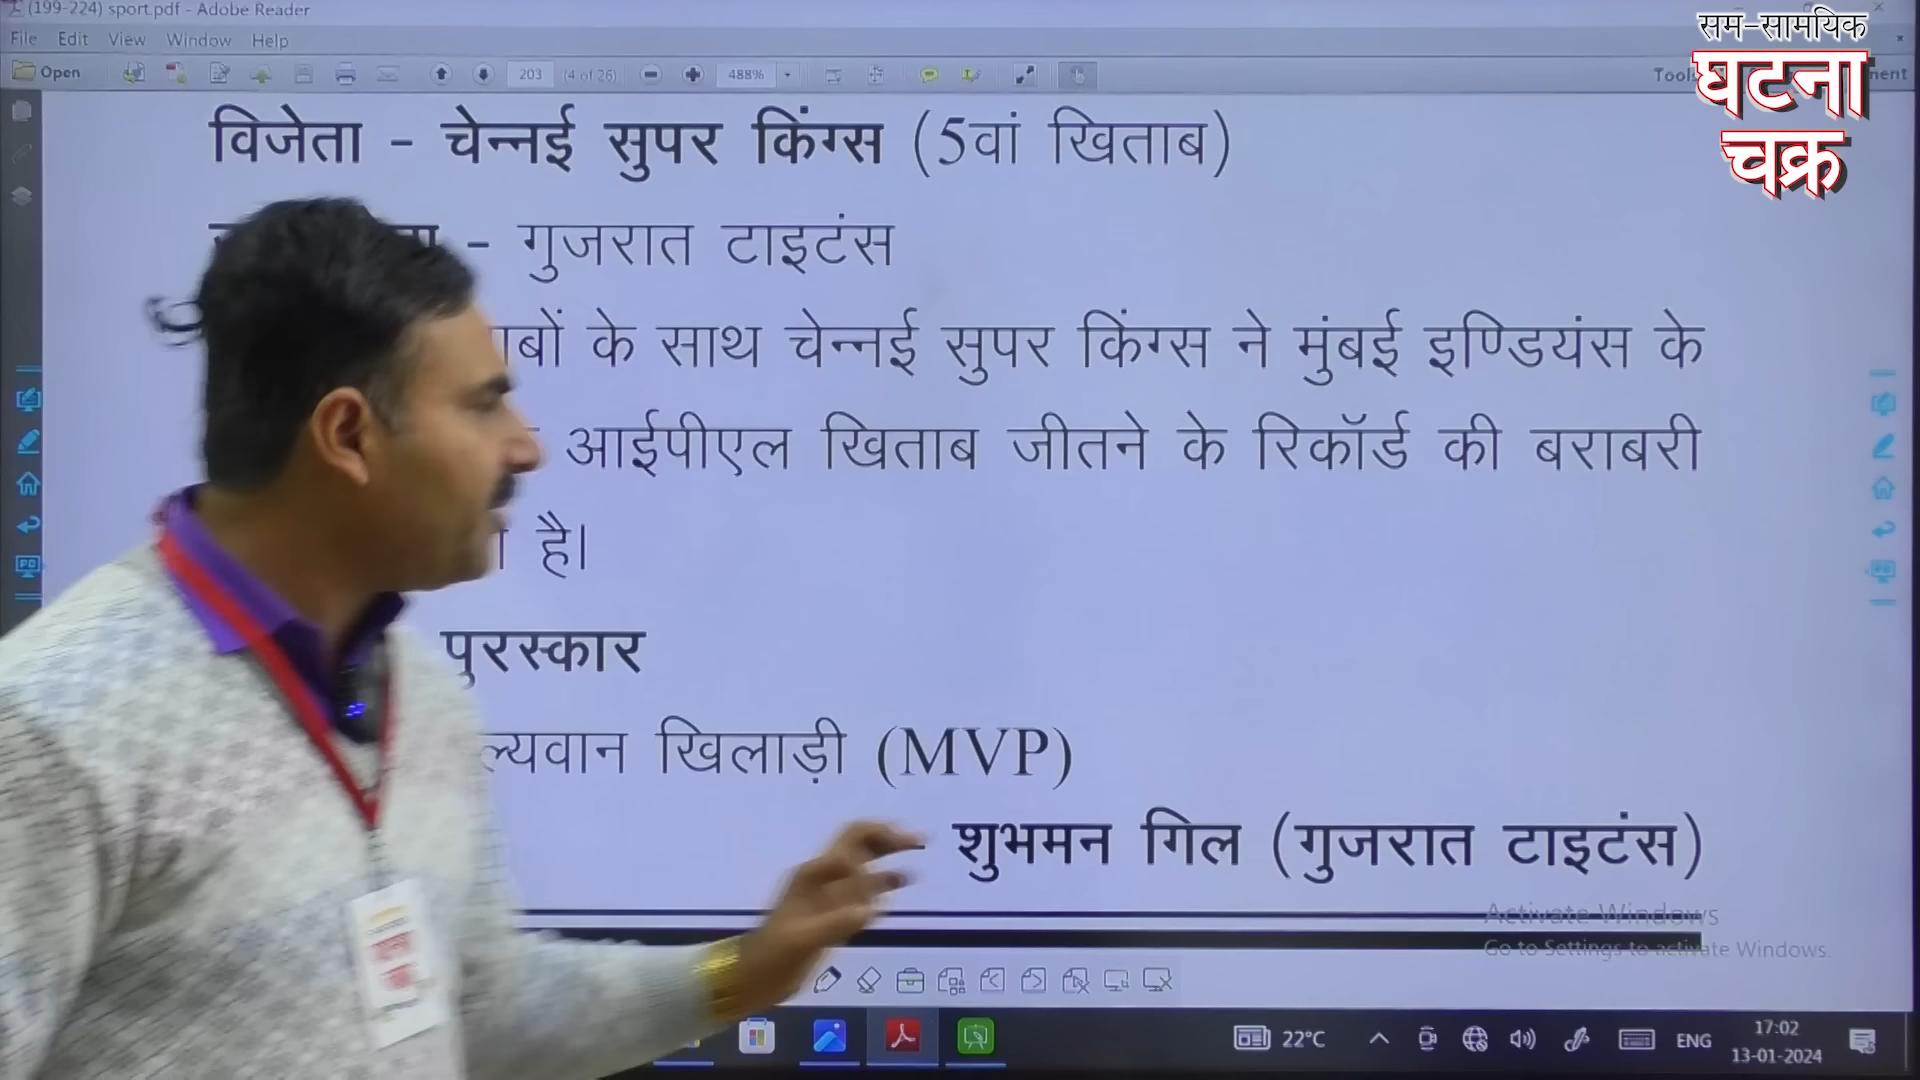 (199-224) sport.pdf - Adobe Reader
File Edit View Window Help
Open 203 (4 of 26) 488% Tools
सम-सामयिक
घटना
चक्र
विजेता - चेन्नई सुपर किंग्स (5वां खिताब)
- गुजरात टाइटंस
के साथ चेन्नई सुपर किंग्स ने मुंबई इण्डियंस के
आईपीएल खिताब जीतने के रिकॉर्ड की बराबरी
है।
पुरस्कार
खिलाड़ी (MVP)
- शुभमन गिल (गुजरात टाइटंस)
Activate Windows
Go to Settings to activate Windows.
22°C ENG 17:02
13-01-2024